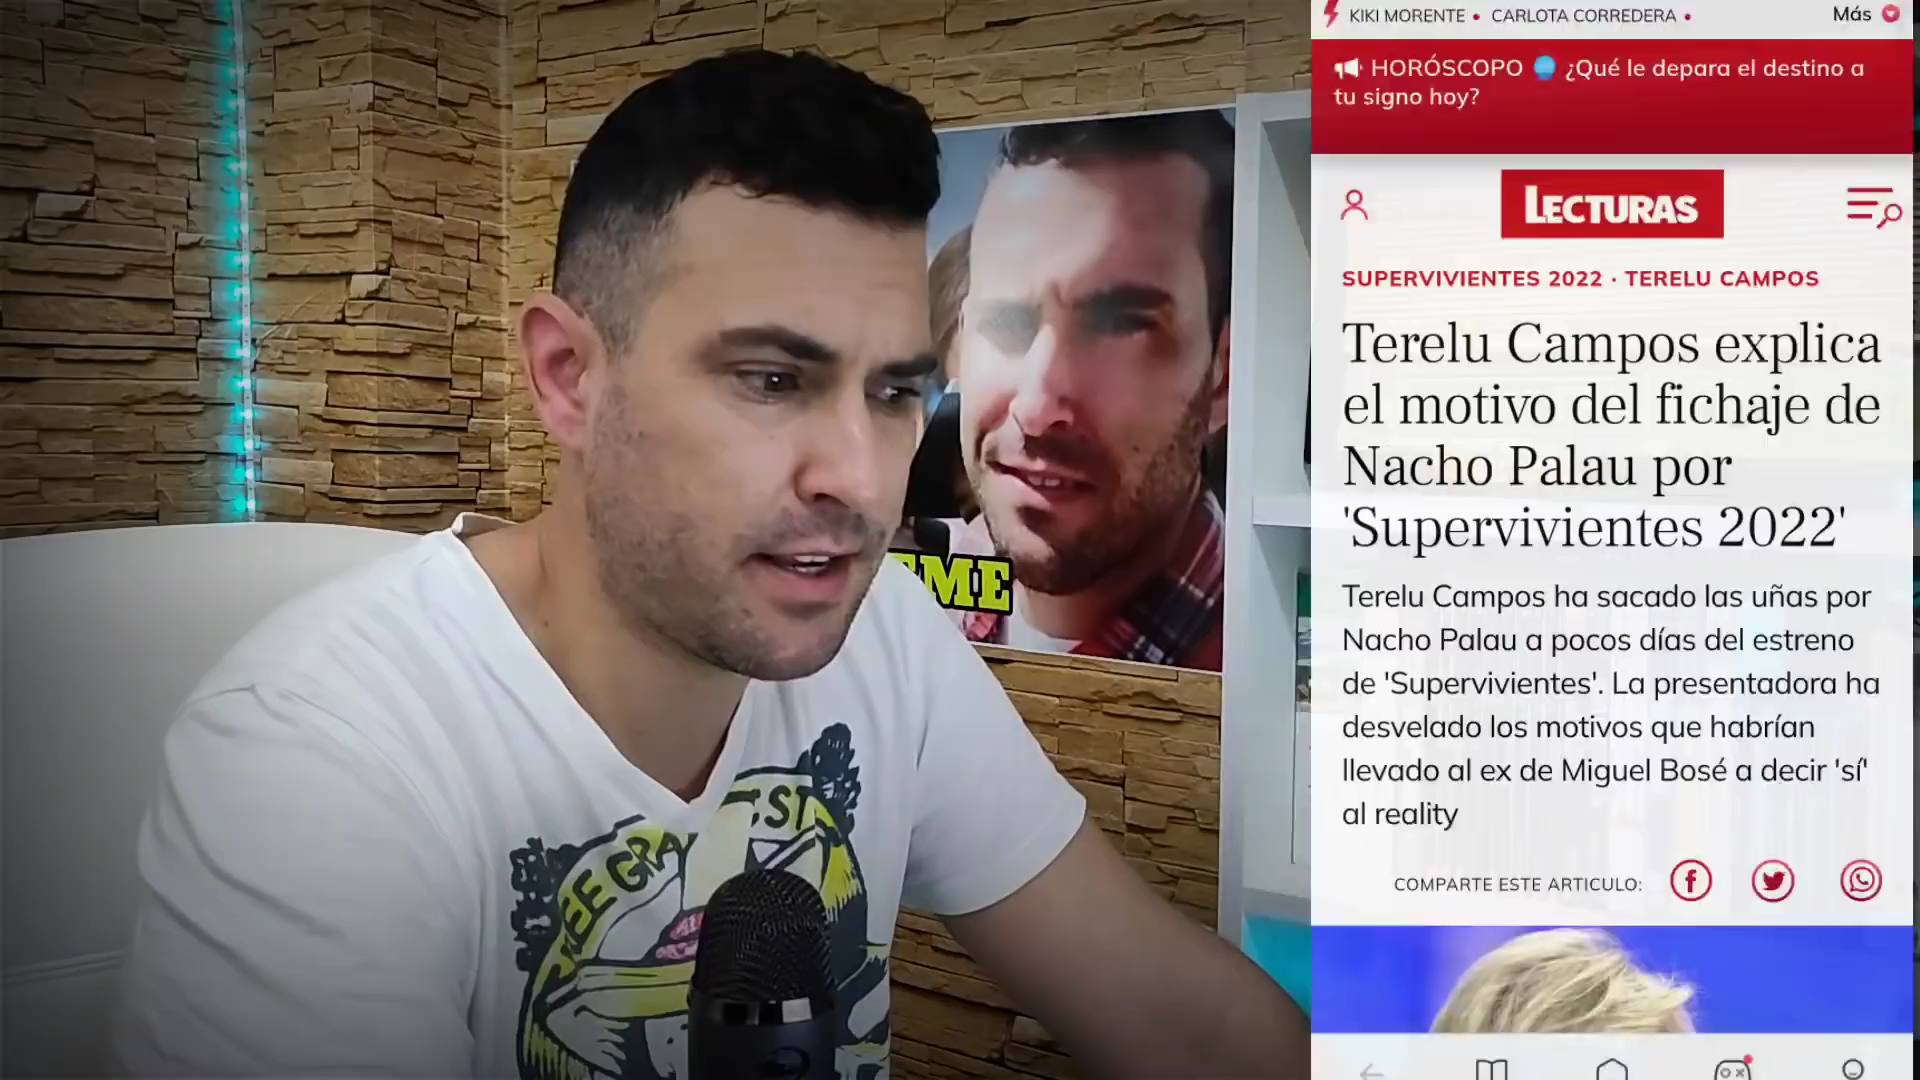 KIKI MORENTE • CARLOTA CORREDERA •
Más
HORÓSCOPO ¿Qué le depara el destino a
tu signo hoy?
LECTURAS
SUPERVIVIENTES 2022 · TERELU CAMPOS
Terelu Campos explica
el motivo del fichaje de
Nacho Palau por
'Supervivientes 2022'
Terelu Campos ha sacado las uñas por
Nacho Palau a pocos días del estreno
de 'Supervivientes'. La presentadora ha
desvelado los motivos que habrían
llevado al ex de Miguel Bosé a decir 'sí'
al reality
COMPARTE ESTE ARTICULO:
EME